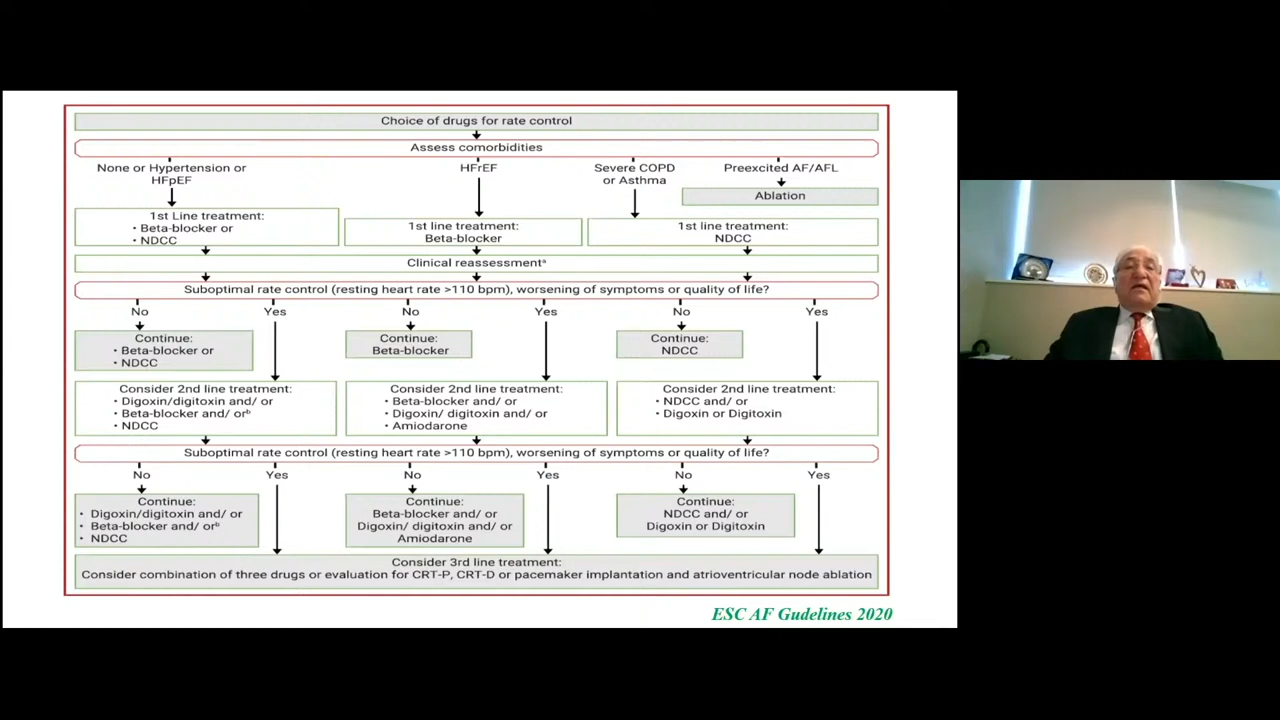 Choice of drugs for rate control
Assess comorbidities
None or Hypertension or
HFpEF
HFrEF
Severe COPD
or Asthma
Preexcited AF/AFL
Ablation
1st Line treatment:
• Beta-blocker or
• NDCC
1st line treatment:
Beta-blocker
1st line treatment:
NDCC
Clinical reassessmentᵃ
Suboptimal rate control (resting heart rate >110 bpm), worsening of symptoms or quality of life?
No
Yes
No
Yes
No
Yes
Continue:
• Beta-blocker or
• NDCC
Continue:
Beta-blocker
Continue:
NDCC
Consider 2nd line treatment:
• Digoxin/digitoxin and/ or
• Beta-blocker and/ orᵇ
• NDCC
Consider 2nd line treatment:
• Beta-blocker and/ or
• Digoxin/ digitoxin and/ or
• Amiodarone
Consider 2nd line treatment:
• NDCC and/ or
• Digoxin or Digitoxin
Suboptimal rate control (resting heart rate >110 bpm), worsening of symptoms or quality of life?
No
Yes
No
Yes
No
Yes
Continue:
• Digoxin/digitoxin and/ or
• Beta-blocker and/ orᵇ
• NDCC
Continue:
Beta-blocker and/ or
Digoxin/ digitoxin and/ or
Amiodarone
Continue:
NDCC and/ or
Digoxin or Digitoxin
Consider 3rd line treatment:
Consider combination of three drugs or evaluation for CRT-P, CRT-D or pacemaker implantation and atrioventricular node ablation
ESC AF Gudelines 2020